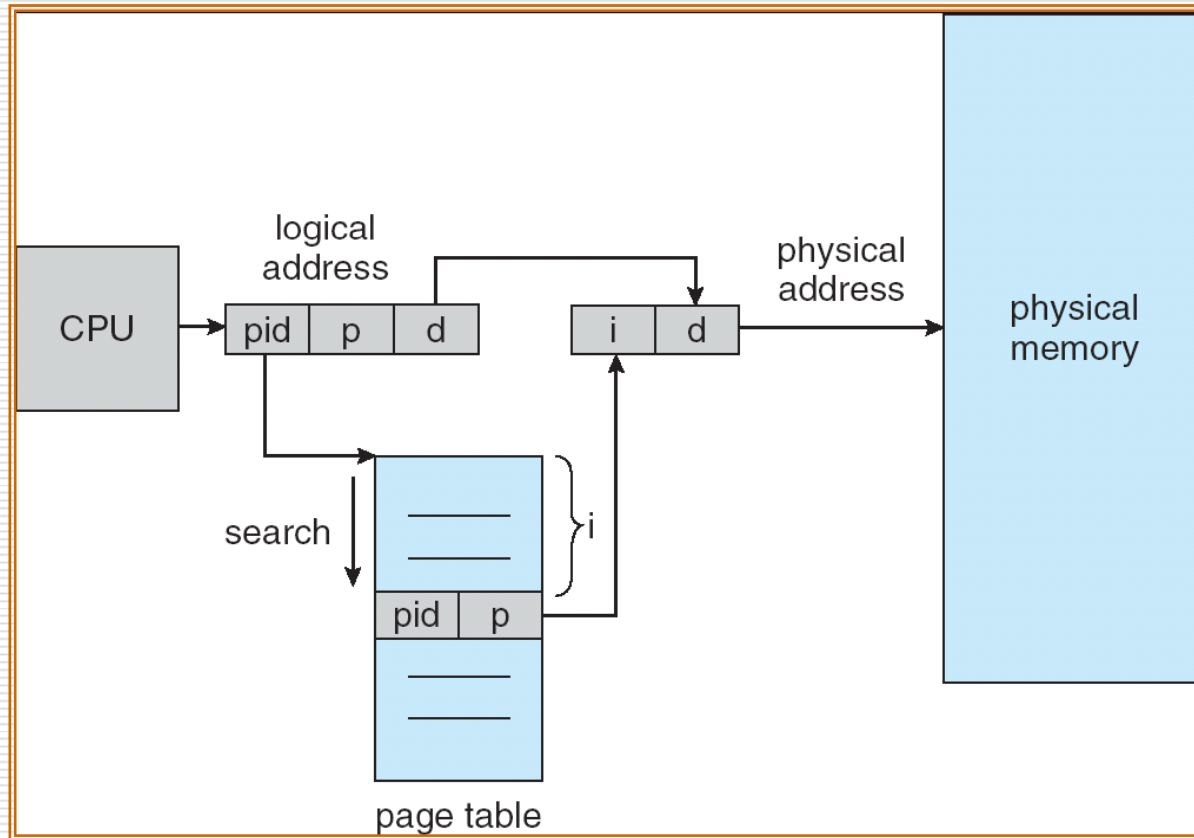 logical
address
physical
address
CPU
pid
p
d
i
d
physical
memory
search
i
pid
p
page table